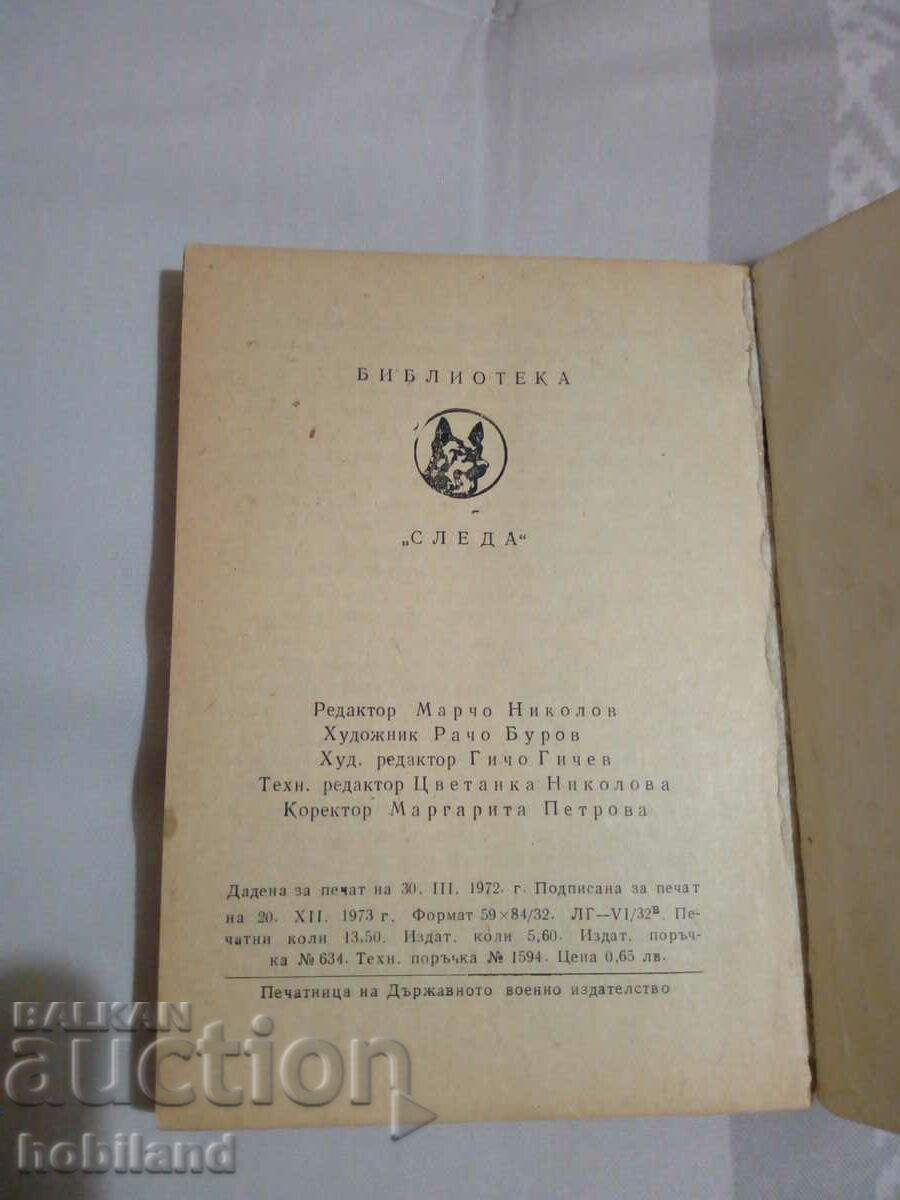 БИБЛИОТЕКА
„СЛЕДА“
Редактор Марчо Николов
Художник Рачо Буров
Худ. редактор Гичо Гичев
Техн. редактор Цветанка Николова
Коректор Маргарита Петрова
Дадена за печат на 30. III. 1972. г. Подписана за печат
на 20. XII. 1973 г. Формат 59×84/32. ЛГ—VI/32В. Пе-
чатни коли 13,50. Издат. коли 5,60. Издат. поръч-
ка № 634. Техн. поръчка № 1594. Цена 0,65 лв.
Печатница на Държавното военно издателство
BALKAN
auction
hobiland